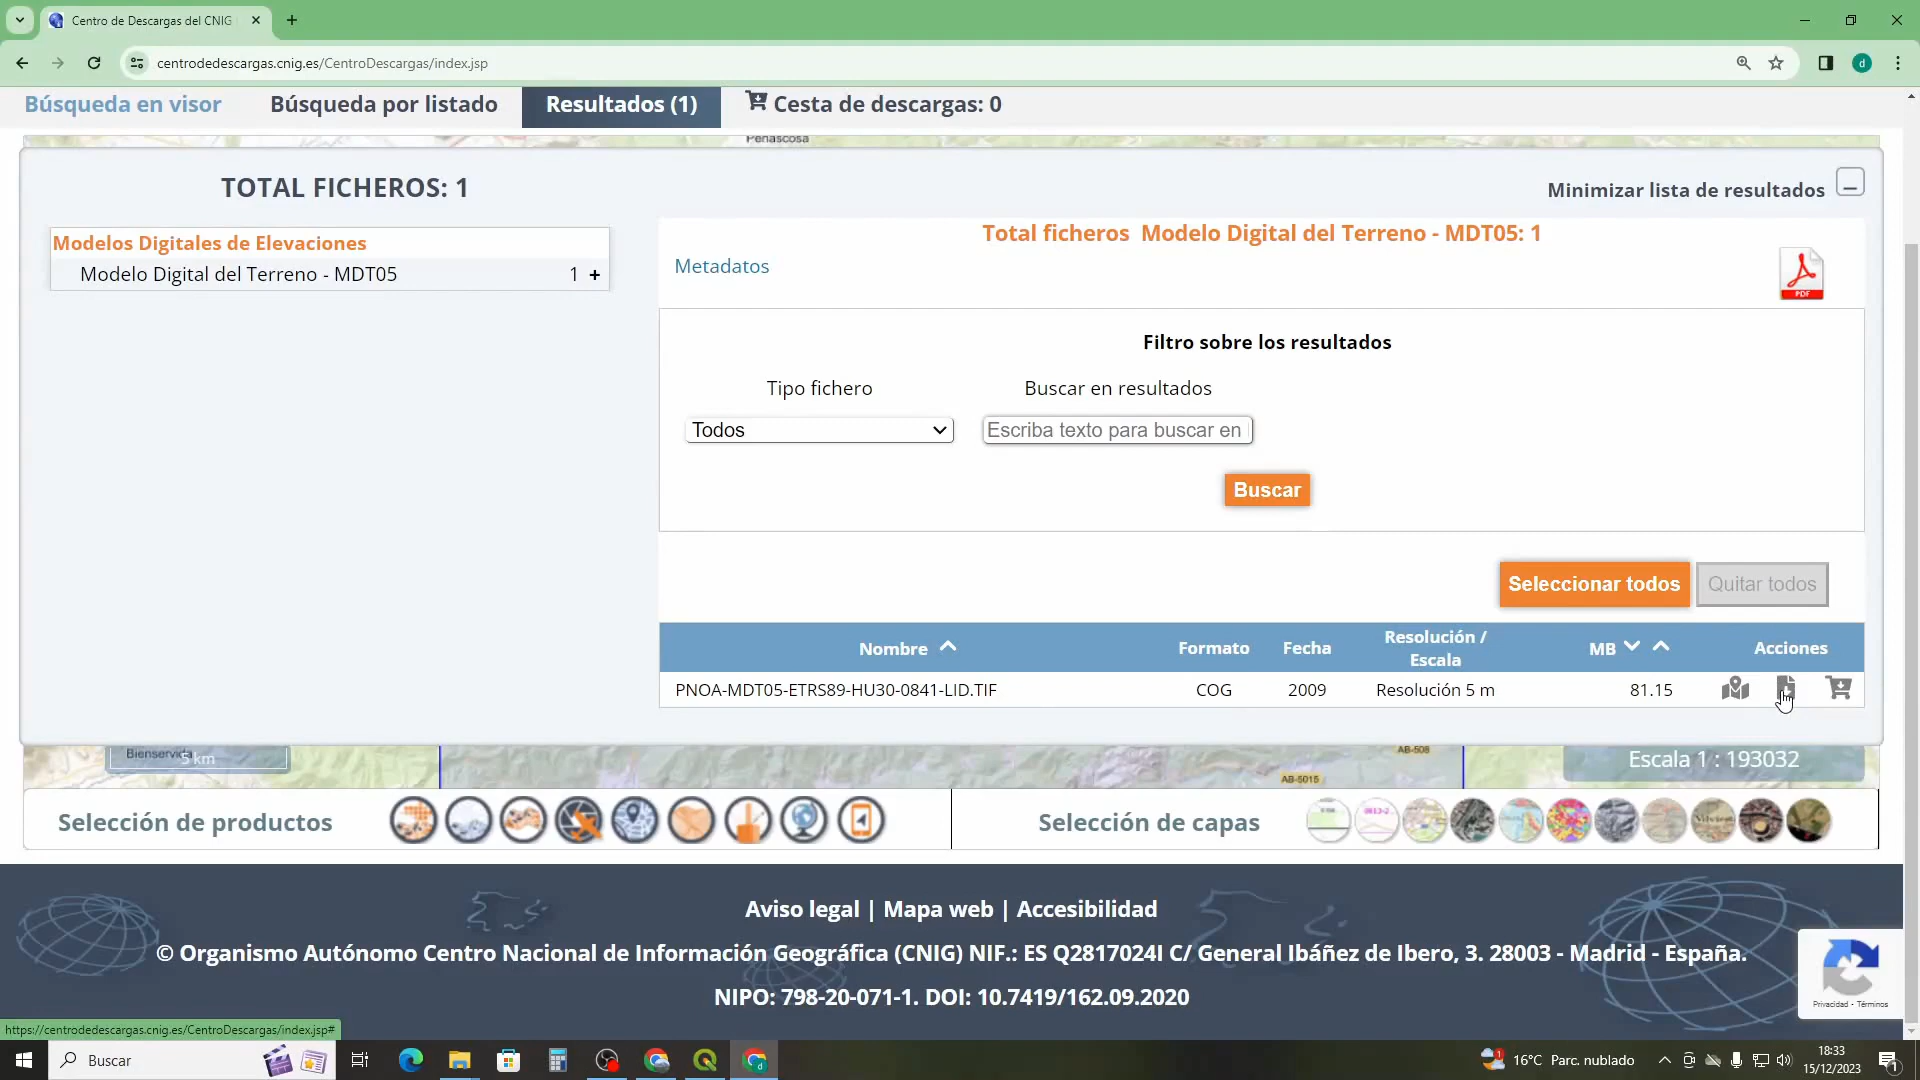 Centro de Descargas del CNIG
centrodedescargas.cnig.es/CentroDescargas/index.jsp
d
Búsqueda en visor
Búsqueda por listado
Resultados (1)
Cesta de descargas: 0
Peñascosa
TOTAL FICHEROS: 1
Minimizar lista de resultados
Modelos Digitales de Elevaciones
Modelo Digital del Terreno - MDT05 1 +
Total ficheros Modelo Digital del Terreno - MDT05: 1
Metadatos
PDF
Filtro sobre los resultados
Tipo fichero
Buscar en resultados
Todos
Escriba texto para buscar en
Buscar
Seleccionar todos
Quitar todos
Nombre
Formato
Fecha
Resolución /
Escala
MB
Acciones
PNOA-MDT05-ETRS89-HU30-0841-LID.TIF COG 2009 Resolución 5 m 81.15
Bienservida
5 km
AB-508
AB-5015
Escala 1 : 193032
Selección de productos
Selección de capas
Aviso legal | Mapa web | Accesibilidad
© Organismo Autónomo Centro Nacional de Información Geográfica (CNIG) NIF.: ES Q2817024I C/ General Ibáñez de Ibero, 3. 28003 - Madrid - España.
NIPO: 798-20-071-1. DOI: 10.7419/162.09.2020
Privacidad - Términos
https://centrodedescargas.cnig.es/CentroDescargas/index.jsp#
Buscar
16°C Parc. nublado
18:33
15/12/2023